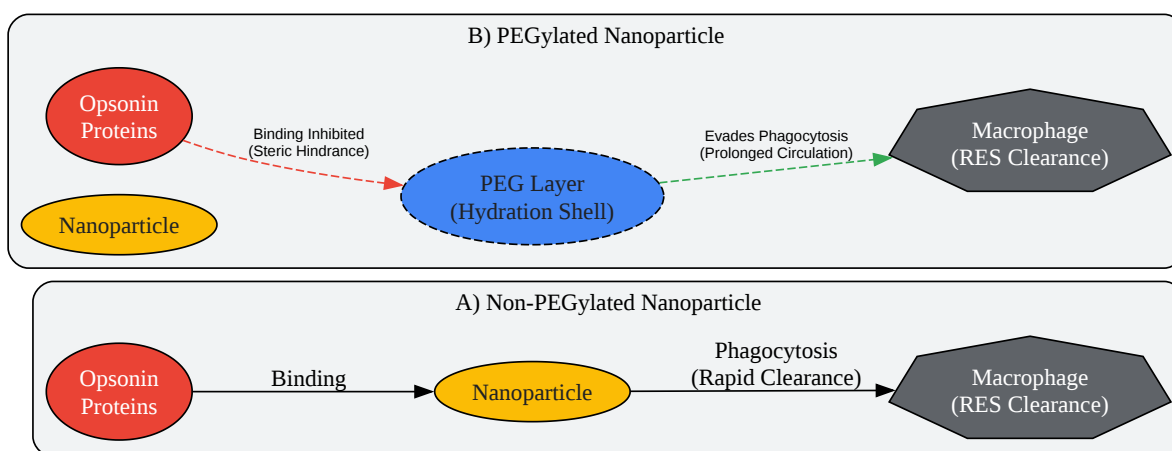 B) PEGylated Nanoparticle
Opsonin
Proteins
Binding Inhibited
(Steric Hindrance)
Nanoparticle
PEG Layer
(Hydration Shell)
Evades Phagocytosis
(Prolonged Circulation)
Macrophage
(RES Clearance)
A) Non-PEGylated Nanoparticle
Opsonin
Proteins
Binding
Nanoparticle
Phagocytosis
(Rapid Clearance)
Macrophage
(RES Clearance)